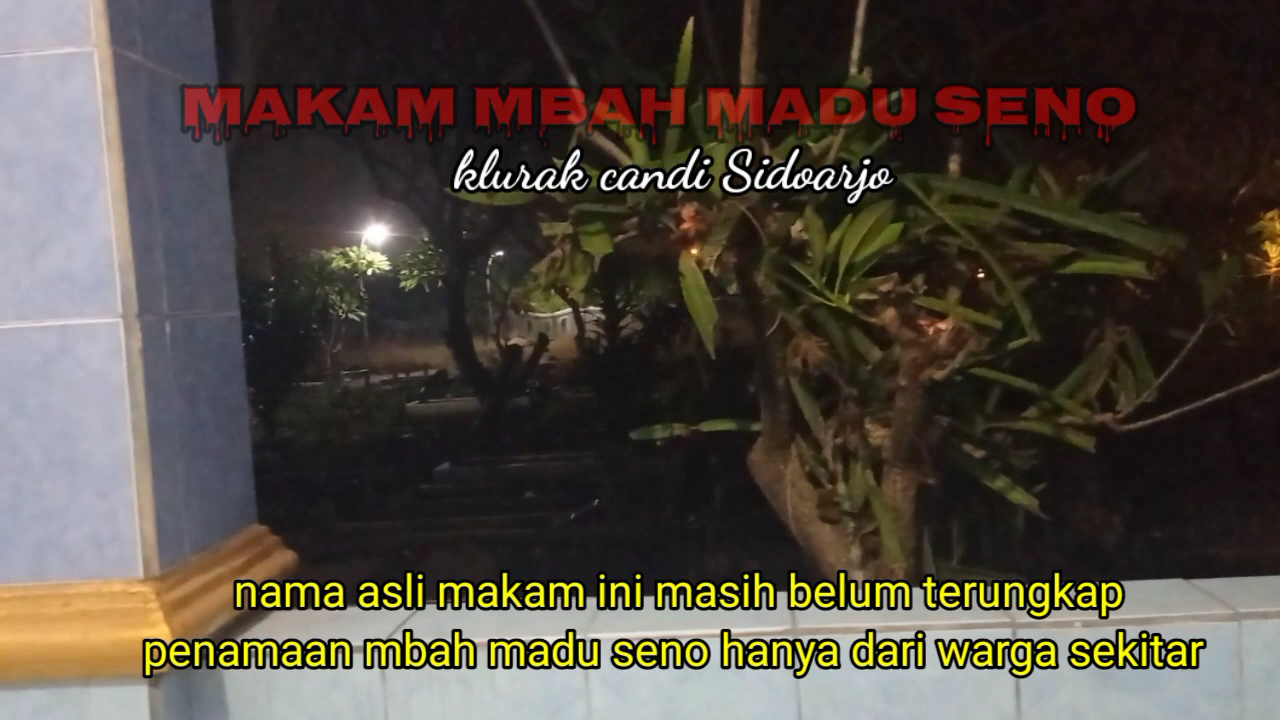 MAKAM MBAH MADU SENO
klurak candi Sidoarjo
nama asli makam ini masih belum terungkap
penamaan mbah madu seno hanya dari warga sekitar